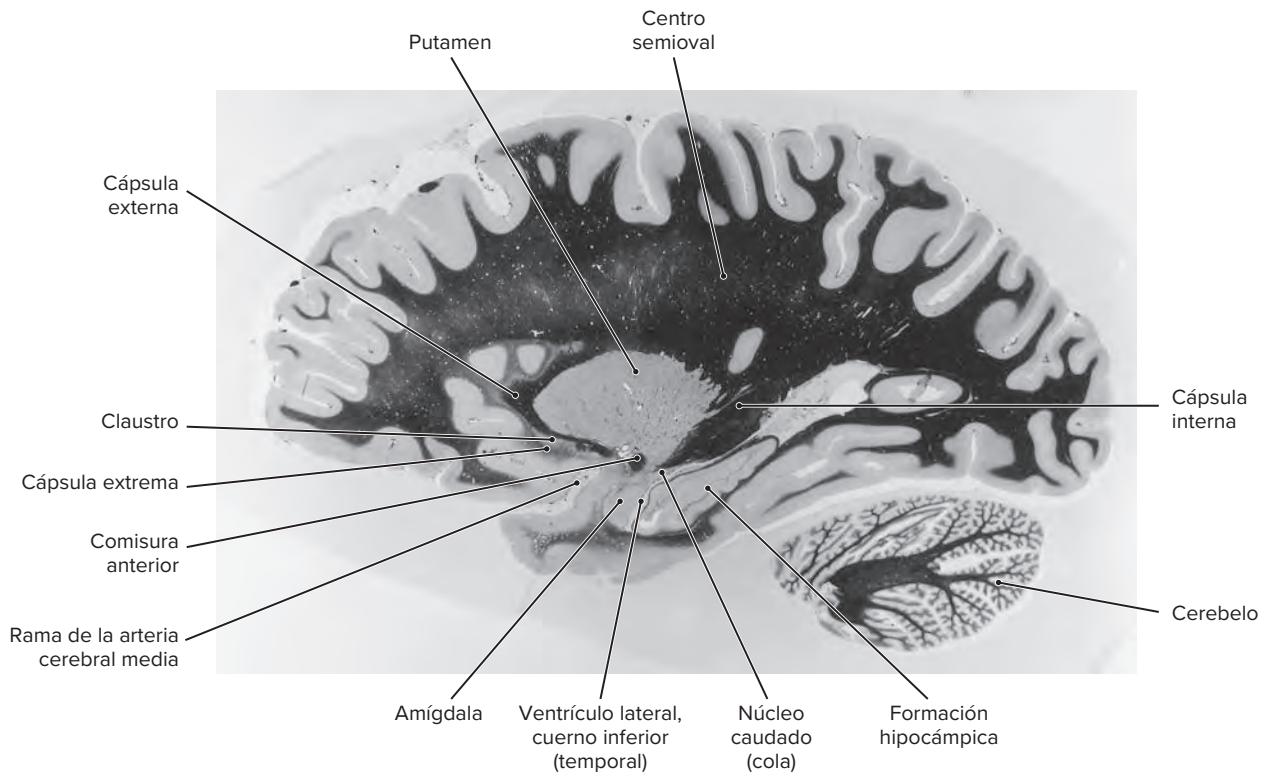 Centro
semioval
Putamen
Cápsula
externa
Claustro
Cápsula extrema
Comisura
anterior
Rama de la arteria
cerebral media
Cápsula
interna
Cerebelo
Amígdala
Ventrículo lateral,
cuerno inferior
(temporal)
Núcleo
caudado
(cola)
Formación
hipocámpica